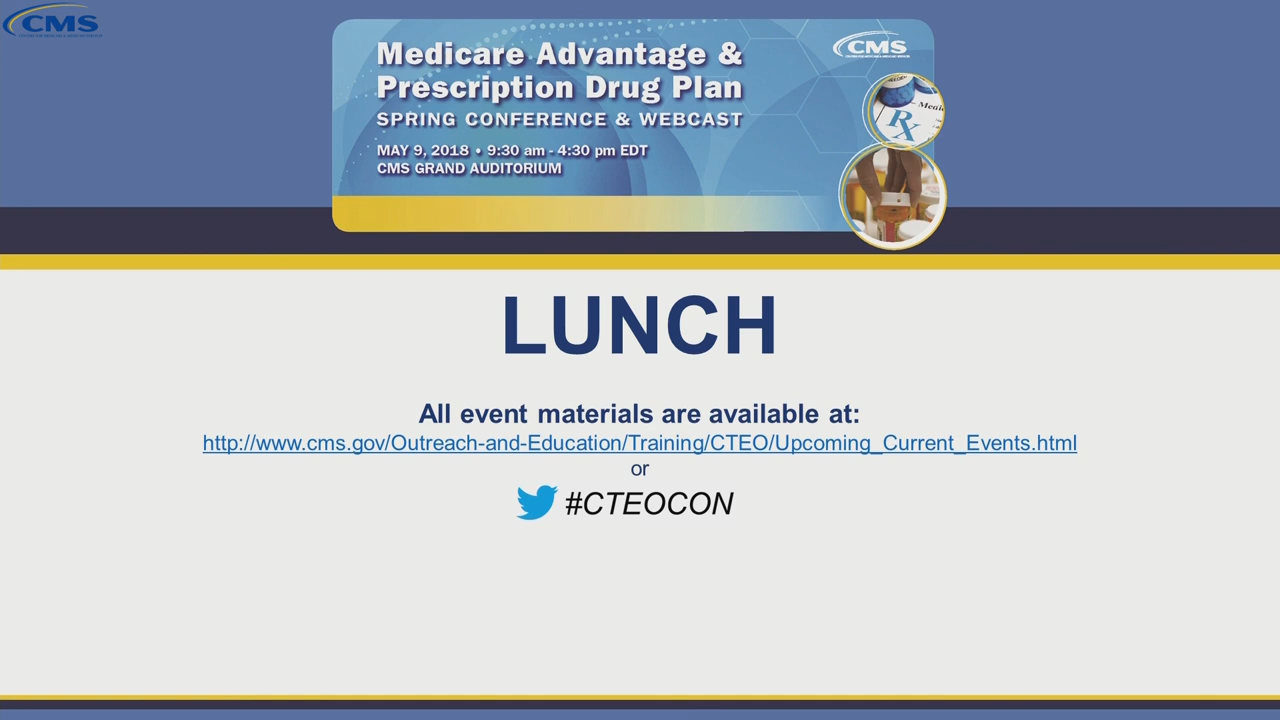 CMS
Medicare Advantage &
Prescription Drug Plan
SPRING CONFERENCE & WEBCAST
MAY 9, 2018 • 9:30 am - 4:30 pm EDT
CMS GRAND AUDITORIUM
CMS
Medic
RX
LUNCH
All event materials are available at:
http://www.cms.gov/Outreach-and-Education/Training/CTEO/Upcoming_Current_Events.html
or
#CTEOCON